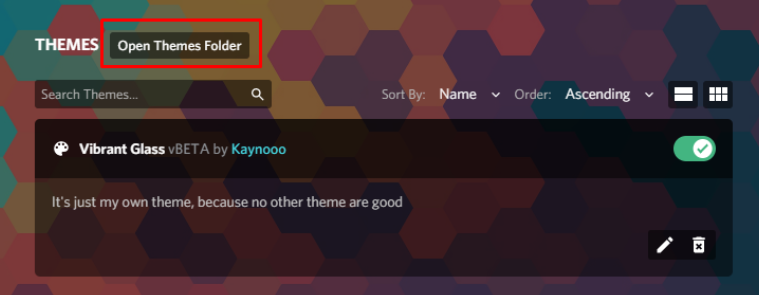 THEMES Open Themes Folder
Search Themes... Sort By: Name Order: Ascending
Vibrant Glass vBETA by Kaynooo
It's just my own theme, because no other theme are good